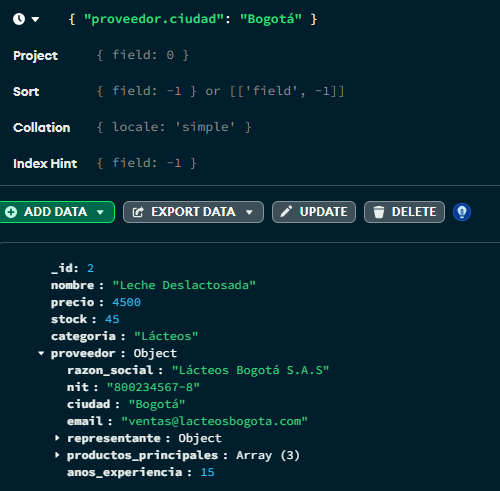 { "proveedor.ciudad": "Bogotá" }
Project { field: 0 }
Sort { field: -1 } or [['field', -1]]
Collation { locale: 'simple' }
Index Hint { field: -1 }
ADD DATA EXPORT DATA UPDATE DELETE
_id: 2
nombre : "Leche Deslactosada"
precio : 4500
stock : 45
categoria : "Lácteos"
proveedor : Object
razon_social : "Lácteos Bogotá S.A.S"
nit : "800234567-8"
ciudad : "Bogotá"
email : "ventas@lacteosbogota.com"
representante : Object
productos_principales : Array (3)
anos_experiencia : 15